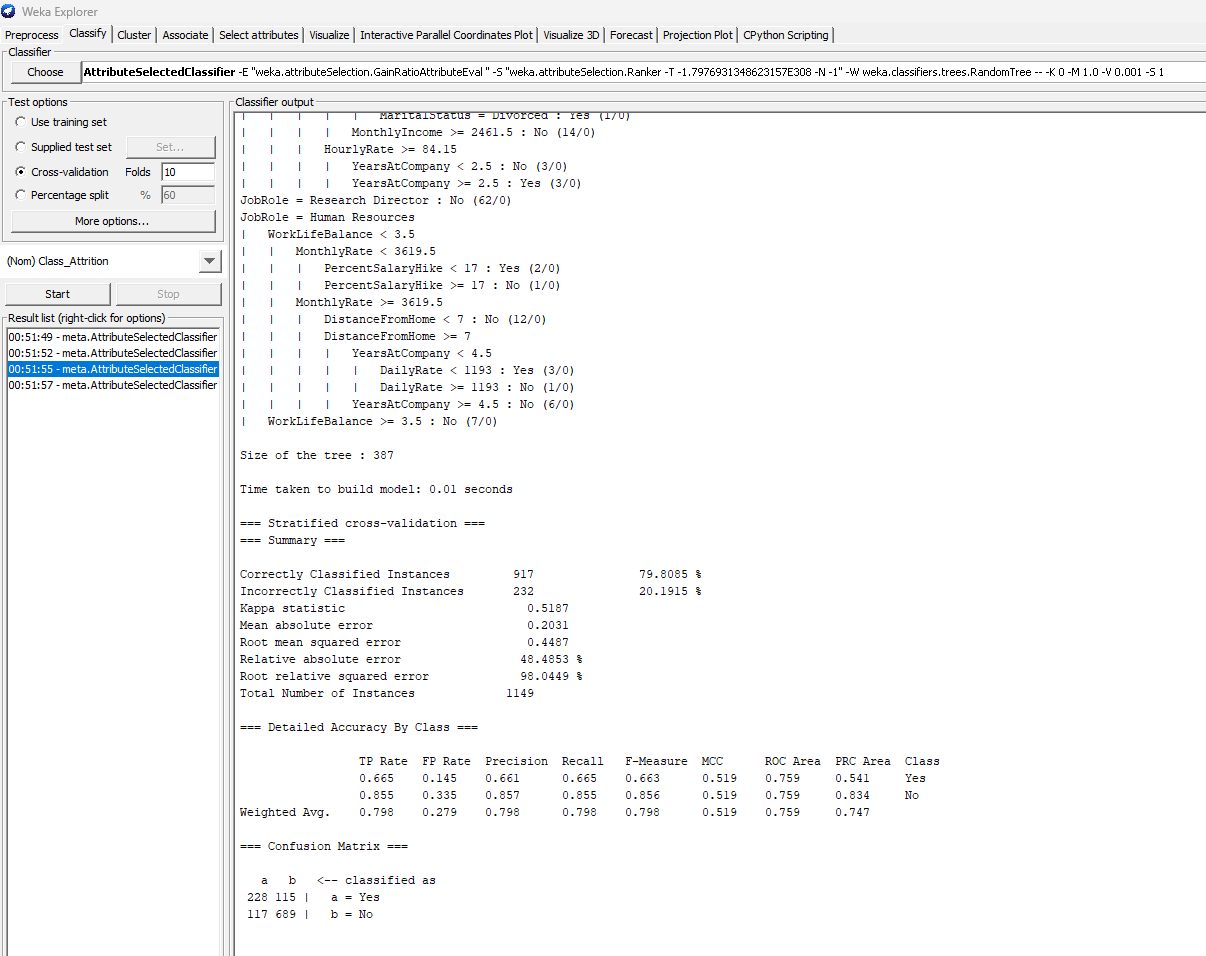 Weka Explorer
Preprocess Classify Cluster Associate Select attributes Visualize Interactive Parallel Coordinates Plot Visualize 3D Forecast Projection Plot CPython Scripting
Classifier
Choose AttributeSelectedClassifier -E "weka.attributeSelection.GainRatioAttributeEval " -S "weka.attributeSelection.Ranker -T -1.7976931348623157E308 -N -1" -W weka.classifiers.trees.RandomTree -- -K 0 -M 1.0 -V 0.001 -S 1
Test options
Use training set
Supplied test set Set...
Cross-validation Folds 10
Percentage split % 60
More options...
(Nom) Class_Attrition
Start Stop
Result list (right-click for options)
00:51:49 - meta.AttributeSelectedClassifier
00:51:52 - meta.AttributeSelectedClassifier
00:51:55 - meta.AttributeSelectedClassifier
00:51:57 - meta.AttributeSelectedClassifier
Classifier output
| | | | | MaritalStatus = Divorced : Yes (1/0)
| | | | MonthlyIncome >= 2461.5 : No (14/0)
| | | HourlyRate >= 84.15
| | | | YearsAtCompany < 2.5 : No (3/0)
| | | | YearsAtCompany >= 2.5 : Yes (3/0)
JobRole = Research Director : No (62/0)
JobRole = Human Resources
| WorkLifeBalance < 3.5
| | MonthlyRate < 3619.5
| | | PercentSalaryHike < 17 : Yes (2/0)
| | | PercentSalaryHike >= 17 : No (1/0)
| | MonthlyRate >= 3619.5
| | | DistanceFromHome < 7 : No (12/0)
| | | DistanceFromHome >= 7
| | | | YearsAtCompany < 4.5
| | | | | DailyRate < 1193 : Yes (3/0)
| | | | | DailyRate >= 1193 : No (1/0)
| | | | YearsAtCompany >= 4.5 : No (6/0)
| WorkLifeBalance >= 3.5 : No (7/0)
Size of the tree : 387
Time taken to build model: 0.01 seconds
=== Stratified cross-validation ===
=== Summary ===
Correctly Classified Instances 917 79.8085 %
Incorrectly Classified Instances 232 20.1915 %
Kappa statistic 0.5187
Mean absolute error 0.2031
Root mean squared error 0.4487
Relative absolute error 48.4853 %
Root relative squared error 98.0449 %
Total Number of Instances 1149
=== Detailed Accuracy By Class ===
TP Rate FP Rate Precision Recall F-Measure MCC ROC Area PRC Area Class
0.665 0.145 0.661 0.665 0.663 0.519 0.759 0.541 Yes
0.855 0.335 0.857 0.855 0.856 0.519 0.759 0.834 No
Weighted Avg. 0.798 0.279 0.798 0.798 0.798 0.519 0.759 0.747
=== Confusion Matrix ===
a b <-- classified as
228 115 | a = Yes
117 689 | b = No